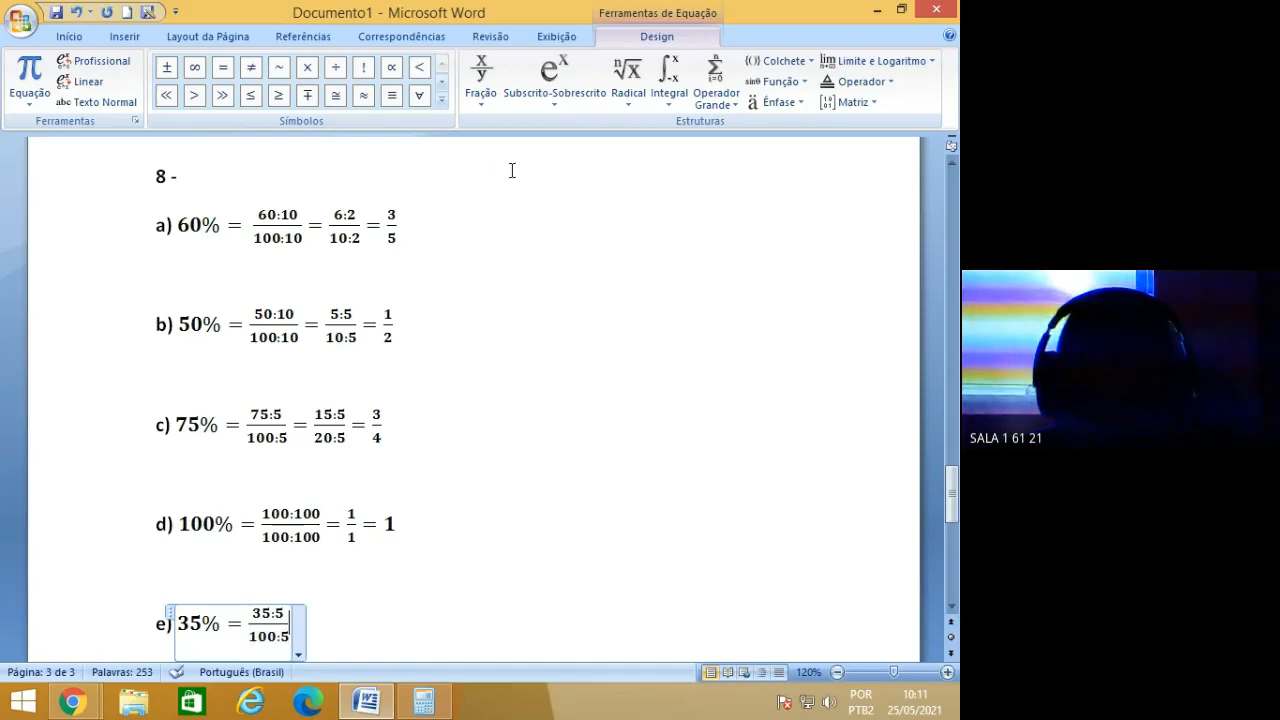 Documento1 - Microsoft Word
Ferramentas de Equação
Início Inserir Layout da Página Referências Correspondências Revisão Exibição Design
π Equação
Profissional
Linear
abc Texto Normal
Ferramentas
± ∞ = ≠ ~ × ÷ ! ∝ <
≪ > ≫ ≤ ≥ ∓ ≅ ≈ ≡ ∀
Símbolos
x/y Fração
eˣ Subscrito-Sobrescrito
ⁿ√x Radical
Integral
Operador Grande
{()} Colchete
sinθ Função
ä Ênfase
lim Limite e Logaritmo
Operador
Matriz
Estruturas
8 -
a) 60% = 60:10/100:10 = 6:2/10:2 = 3/5
b) 50% = 50:10/100:10 = 5:5/10:5 = 1/2
c) 75% = 75:5/100:5 = 15:5/20:5 = 3/4
d) 100% = 100:100/100:100 = 1/1 = 1
e) 35% = 35:5/100:5
SALA 1 61 21
Página: 3 de 3 Palavras: 253 Português (Brasil) 120%
POR 10:11
PTB2 25/05/2021